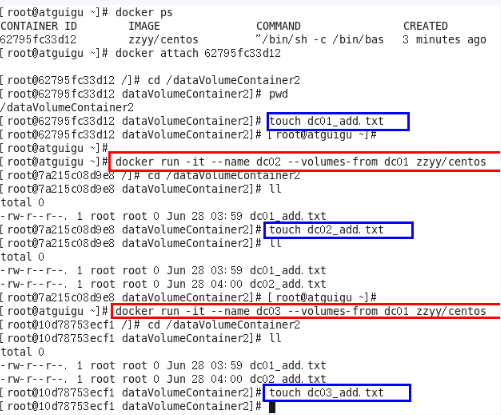 [root@atguigu ~]# docker ps
CONTAINER ID IMAGE COMMAND CREATED
62795fc33d12 zzyy/centos "/bin/sh -c /bin/bas 3 minutes ago
[root@atguigu ~]# docker attach 62795fc33d12
[root@62795fc33d12 /]# cd /dataVolumeContainer2
[root@62795fc33d12 dataVolumeContainer2]# pwd
/dataVolumeContainer2
[root@62795fc33d12 dataVolumeContainer2]# touch dc01_add.txt
[root@62795fc33d12 dataVolumeContainer2]# [root@atguigu ~]#
[root@atguigu ~]#
[root@atguigu ~]# docker run -it --name dc02 --volumes-from dc01 zzyy/centos
[root@7a215c08d9e8 /]# cd /dataVolumeContainer2
[root@7a215c08d9e8 dataVolumeContainer2]# ll
total 0
-rw-r--r--. 1 root root 0 Jun 28 03:59 dc01_add.txt
[root@7a215c08d9e8 dataVolumeContainer2]# touch dc02_add.txt
[root@7a215c08d9e8 dataVolumeContainer2]# ll
total 0
-rw-r--r--. 1 root root 0 Jun 28 03:59 dc01_add.txt
-rw-r--r--. 1 root root 0 Jun 28 04:00 dc02_add.txt
[root@7a215c08d9e8 dataVolumeContainer2]# [root@atguigu ~]#
[root@atguigu ~]# docker run -it --name dc03 --volumes-from dc01 zzyy/centos
[root@10d78753ecf1 /]# cd /dataVolumeContainer2
[root@10d78753ecf1 dataVolumeContainer2]# ll
total 0
-rw-r--r--. 1 root root 0 Jun 28 03:59 dc01_add.txt
-rw-r--r--. 1 root root 0 Jun 28 04:00 dc02_add.txt
[root@10d78753ecf1 dataVolumeContainer2]# touch dc03_add.txt
[root@10d78753ecf1 dataVolumeContainer2]#